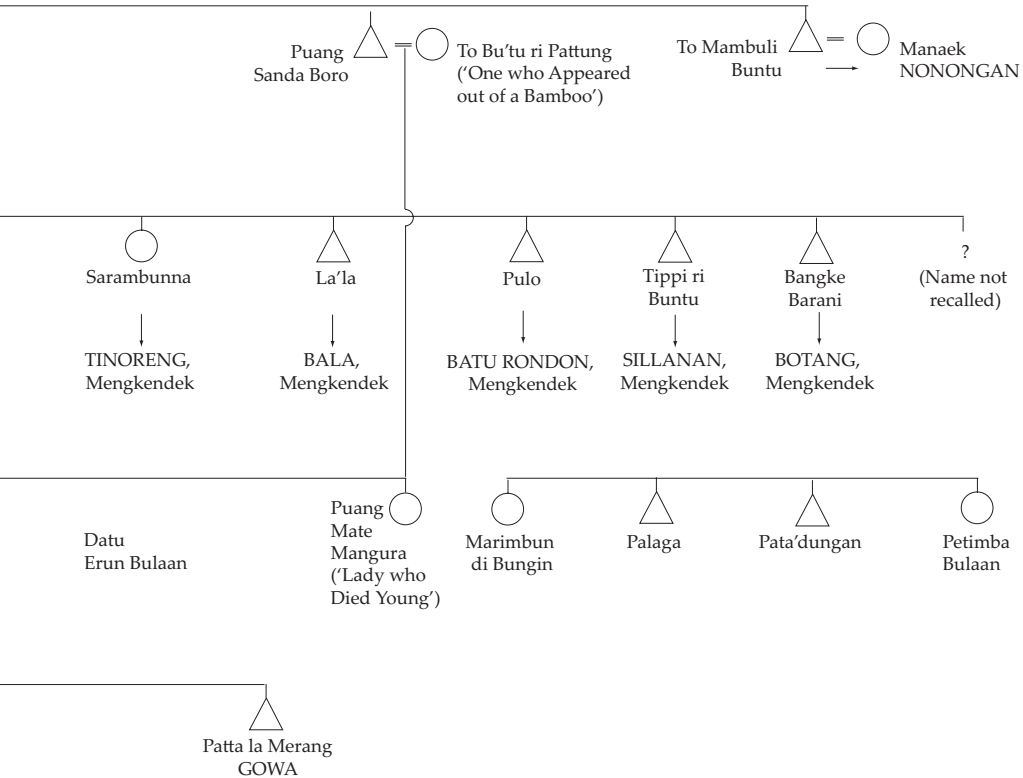 Puang
Sanda Boro
To Bu'tu ri Pattung
('One who Appeared
out of a Bamboo')
To Mambuli
Buntu
Manaek
NONONGAN
Sarambunna
La'la
Pulo
Tippi ri
Buntu
Bangke
Barani
?
(Name not
recalled)
TINORENG,
Mengkendek
BALA,
Mengkendek
BATU RONDON,
Mengkendek
SILLANAN,
Mengkendek
BOTANG,
Mengkendek
Datu
Erun Bulaan
Puang
Mate
Mangura
('Lady who
Died Young')
Marimbun
di Bungin
Palaga
Pata'dungan
Petimba
Bulaan
Patta la Merang
GOWA